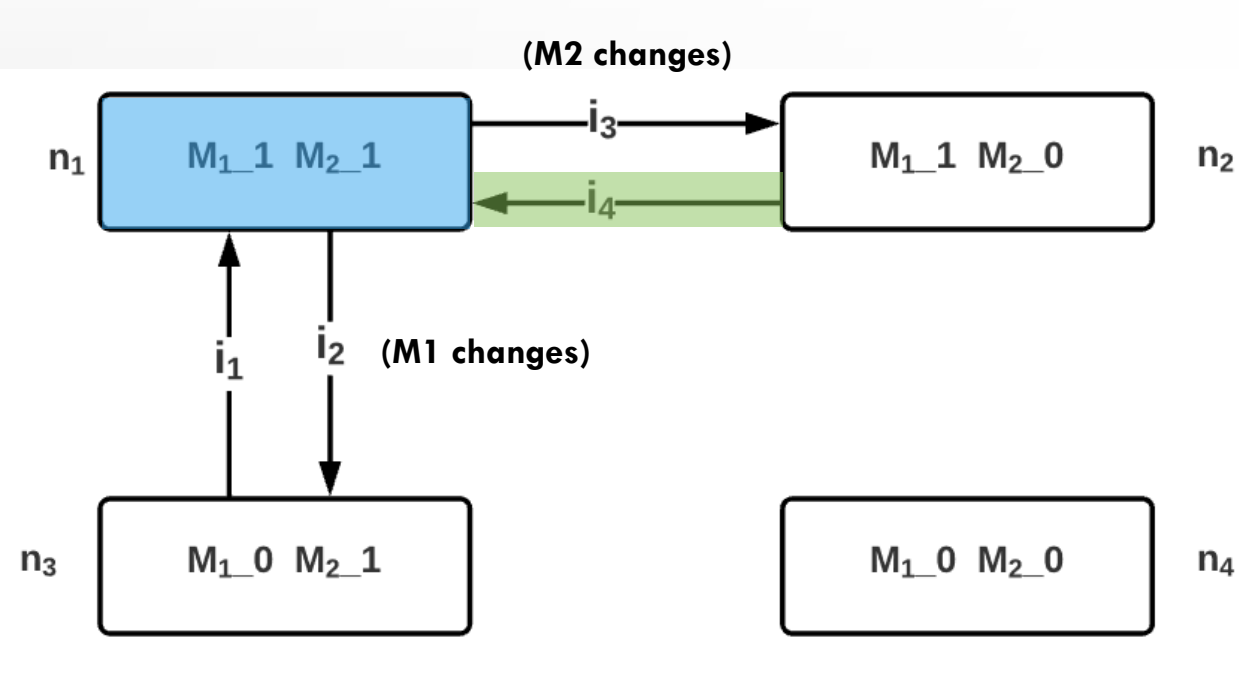 (M2 changes)
i₃
n₁ M₁_1 M₂_1 M₁_1 M₂_0 n₂
i₄
i₁ i₂ (M1 changes)
n₃ M₁_0 M₂_1 M₁_0 M₂_0 n₄